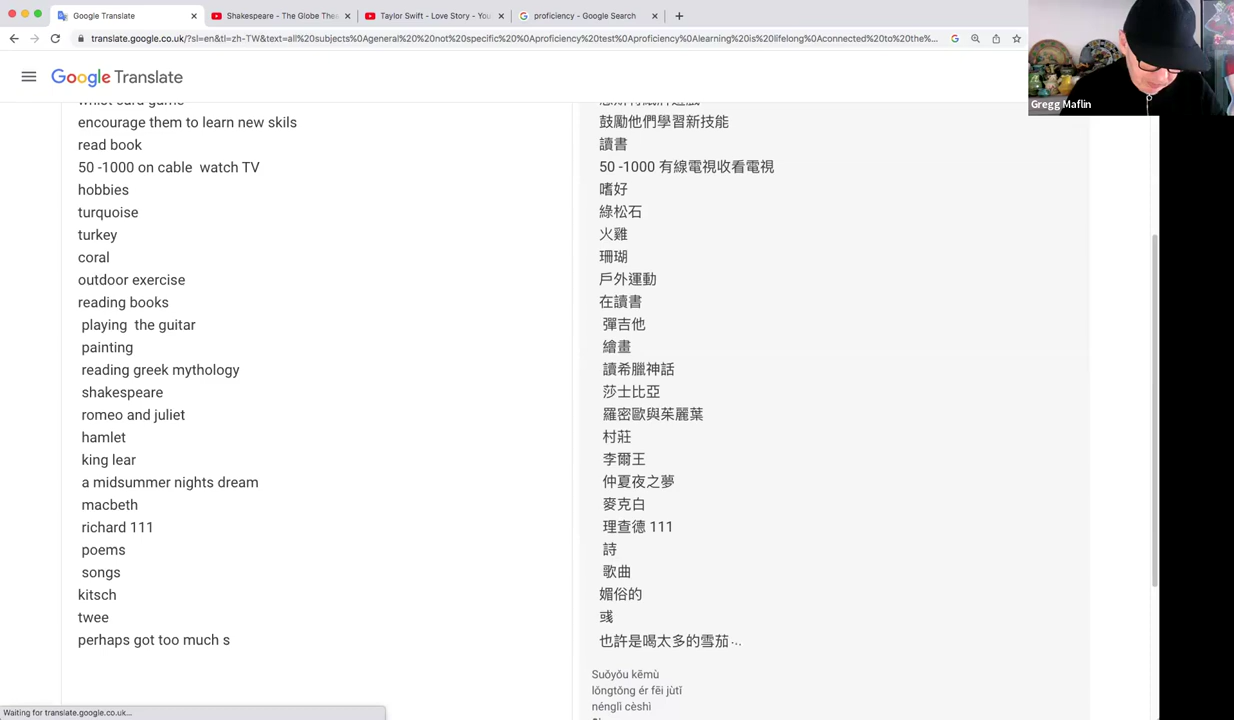 Google Translate
Shakespeare - The Globe The
Taylor Swift - Love Story - You
proficiency - Google Search
translate.google.co.uk/?sl=en&tl=zh-TW&text=all%20subjects%0Ageneral%20%20not%20specific%20%0Aproficiency%20test%0Aproficiency%0Alearning%20is%20lifelong%0Aconnected%20to%20the%...
Gregg Maflin
Google Translate
whist card game
encourage them to learn new skils
鼓勵他們學習新技能
read book
讀書
50 -1000 on cable  watch TV
50 -1000 有線電視收看電視
hobbies
嗜好
turquoise
綠松石
turkey
火雞
coral
珊瑚
outdoor exercise
戶外運動
reading books
在讀書
playing  the guitar
彈吉他
painting
繪畫
reading greek mythology
讀希臘神話
shakespeare
莎士比亞
romeo and juliet
羅密歐與茱麗葉
hamlet
村莊
king lear
李爾王
a midsummer nights dream
仲夏夜之夢
macbeth
麥克白
richard 111
理查德 111
poems
詩
songs
歌曲
kitsch
媚俗的
twee
perhaps got too much s
也許是喝太多的雪茄...
Suǒyǒu kēmù
lǒngtǒng ér fēi jùtǐ
nénglì cèshì
Waiting for translate.google.co.uk...